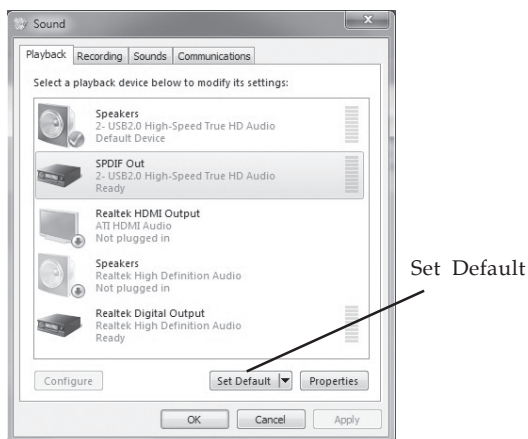 Sound
Playback Recording Sounds Communications
Select a playback device below to modify its settings:
Speakers
2- USB2.0 High-Speed True HD Audio
Default Device
SPDIF Out
2- USB2.0 High-Speed True HD Audio
Ready
Realtek HDMI Output
ATI HDMI Audio
Not plugged in
Speakers
Realtek High Definition Audio
Not plugged in
Realtek Digital Output
Realtek High Definition Audio
Ready
Set Default
Configure Set Default Properties
OK Cancel Apply